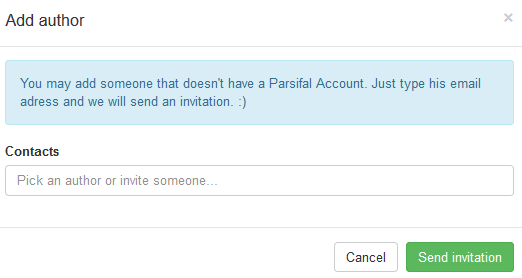 Add author
×
You may add someone that doesn't have a Parsifal Account. Just type his email
adress and we will send an invitation. :)
Contacts
Pick an author or invite someone...
Cancel Send invitation